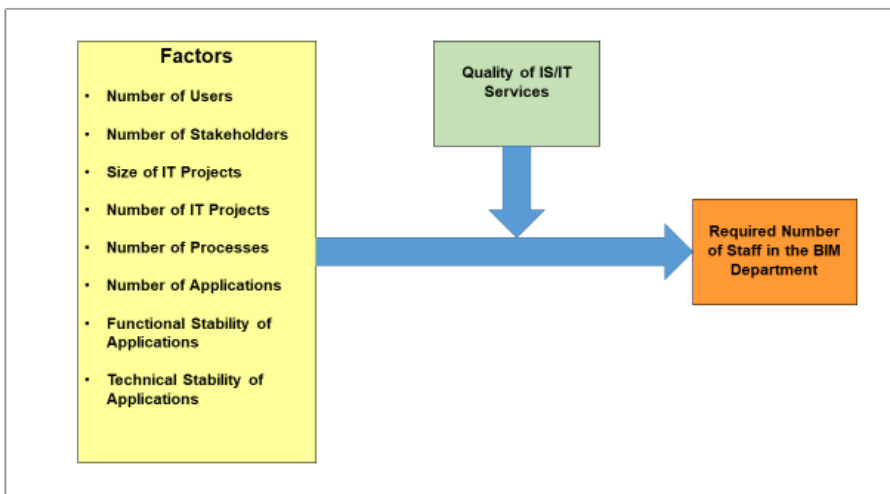 Factors
• Number of Users
• Number of Stakeholders
• Size of IT Projects
• Number of IT Projects
• Number of Processes
• Number of Applications
• Functional Stability of
Applications
• Technical Stability of
Applications
Quality of IS/IT
Services
Required Number
of Staff in the BIM
Department